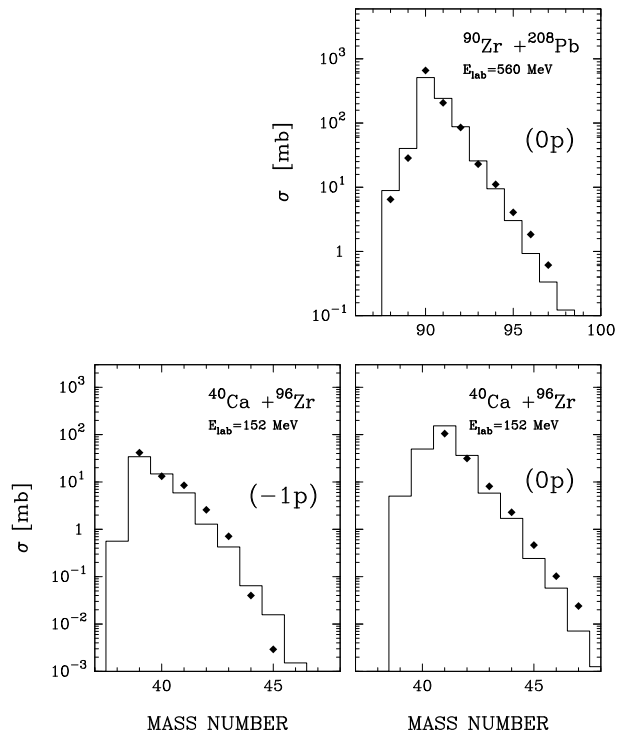 ⁹⁰Zr +²⁰⁸Pb
E_lab=560 MeV
(0p)
σ [mb]
10³
10²
10¹
1
10⁻¹
90 95 100
⁴⁰Ca +⁹⁶Zr
E_lab=152 MeV
(−1p)
σ [mb]
10³
10²
10¹
1
10⁻¹
10⁻²
10⁻³
40 45
MASS NUMBER
⁴⁰Ca +⁹⁶Zr
E_lab=152 MeV
(0p)
40 45
MASS NUMBER